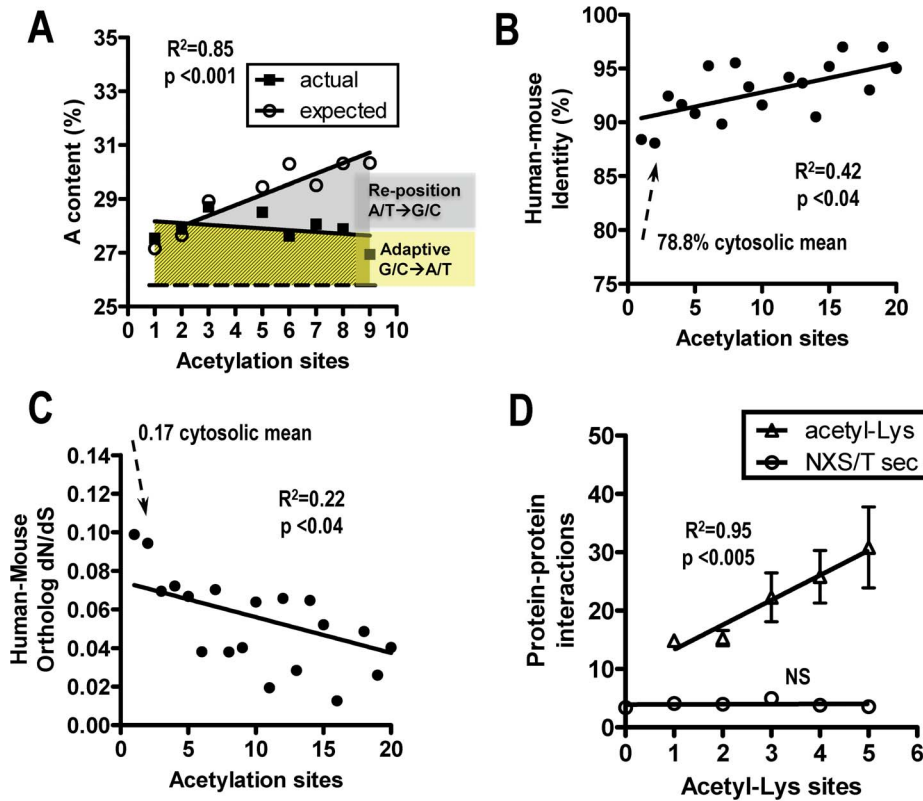 A
R²=0.85
p <0.001
actual
expected
A content (%)
35
33
31
29
27
25
Re-position
A/T→G/C
Adaptive
G/C→A/T
0 1 2 3 4 5 6 7 8 9 10
Acetylation sites
B
Human-mouse
Identity (%)
100
95
90
85
80
75
R²=0.42
p <0.04
78.8% cytosolic mean
0 5 10 15 20
Acetylation sites
C
0.17 cytosolic mean
Human-Mouse
Ortholog dN/dS
0.14
0.12
0.10
0.08
0.06
0.04
0.02
0.00
R²=0.22
p <0.04
0 5 10 15 20
Acetylation sites
D
acetyl-Lys
NXS/T sec
Protein-protein
interactions
50
40
30
20
10
0
R²=0.95
p <0.005
NS
0 1 2 3 4 5 6
Acetyl-Lys sites